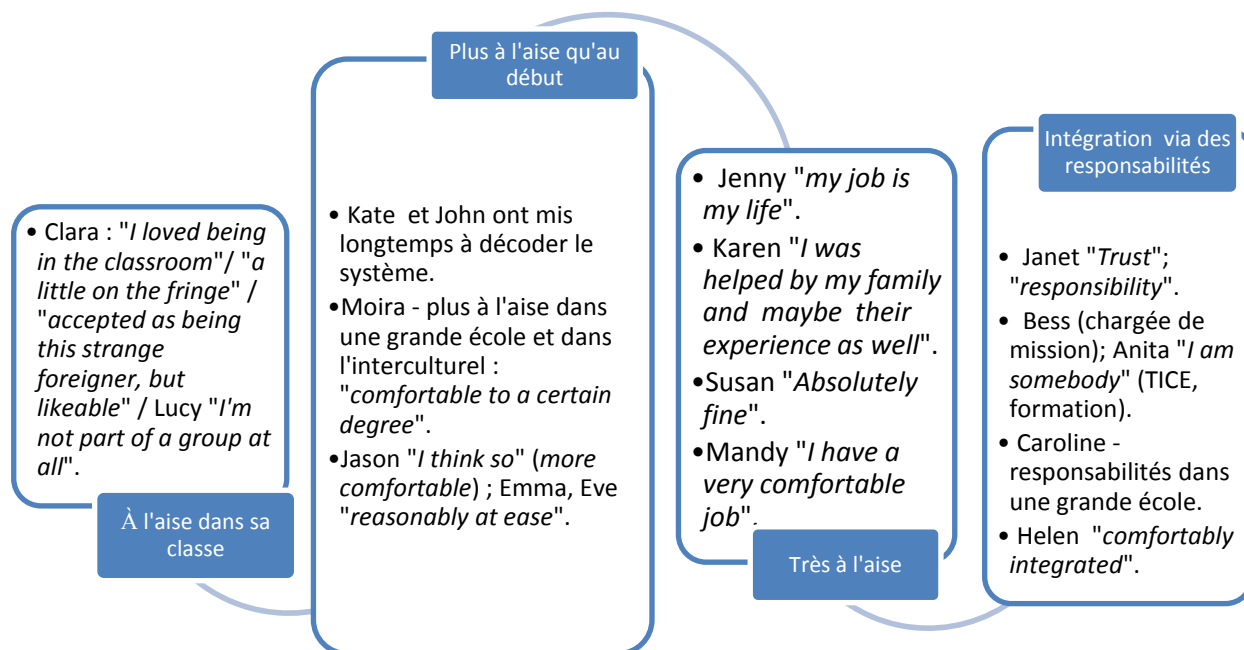 • Clara : "I loved being
in the classroom"/ "a
little on the fringe" /
"accepted as being
this strange
foreigner, but
likeable" / Lucy "I'm
not part of a group at
all".
À l'aise dans sa
classe
Plus à l'aise qu'au
début
• Kate et John ont mis
longtemps à décoder le
système.
•Moira - plus à l'aise dans
une grande école et dans
l'interculturel :
"comfortable to a certain
degree".
•Jason "I think so" (more
comfortable) ; Emma, Eve
"reasonably at ease".
• Jenny "my job is
my life".
• Karen "I was
helped by my family
and maybe their
experience as well".
•Susan "Absolutely
fine".
•Mandy "I have a
very comfortable
job".
Très à l'aise
Intégration via des
responsabilités
• Janet "Trust";
"responsibility".
• Bess (chargée de
mission); Anita "I am
somebody" (TICE,
formation).
• Caroline -
responsabilités dans
une grande école.
• Helen "comfortably
integrated".